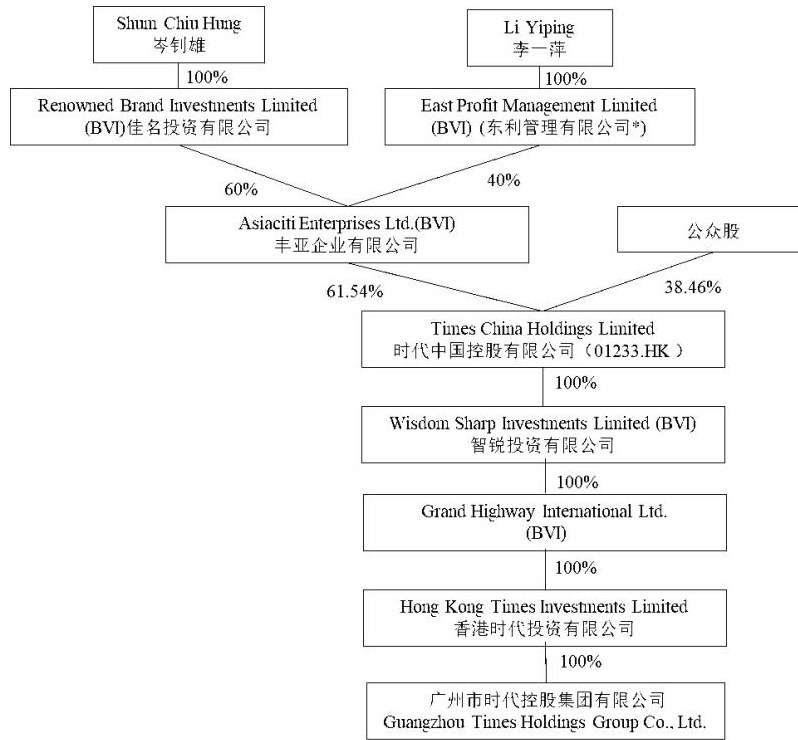 Shum Chiu Hung
岑钊雄
Li Yiping
李一萍
100%
100%
Renowned Brand Investments Limited
(BVI)佳名投资有限公司
East Profit Management Limited
(BVI) (东利管理有限公司*)
60%
40%
Asiaciti Enterprises Ltd.(BVI)
丰亚企业有限公司
公众股
61.54%
38.46%
Times China Holdings Limited
时代中国控股有限公司（01233.HK ）
100%
Wisdom Sharp Investments Limited (BVI)
智锐投资有限公司
100%
Grand Highway International Ltd.
(BVI)
100%
Hong Kong Times Investments Limited
香港时代投资有限公司
100%
广州市时代控股集团有限公司
Guangzhou Times Holdings Group Co., Ltd.